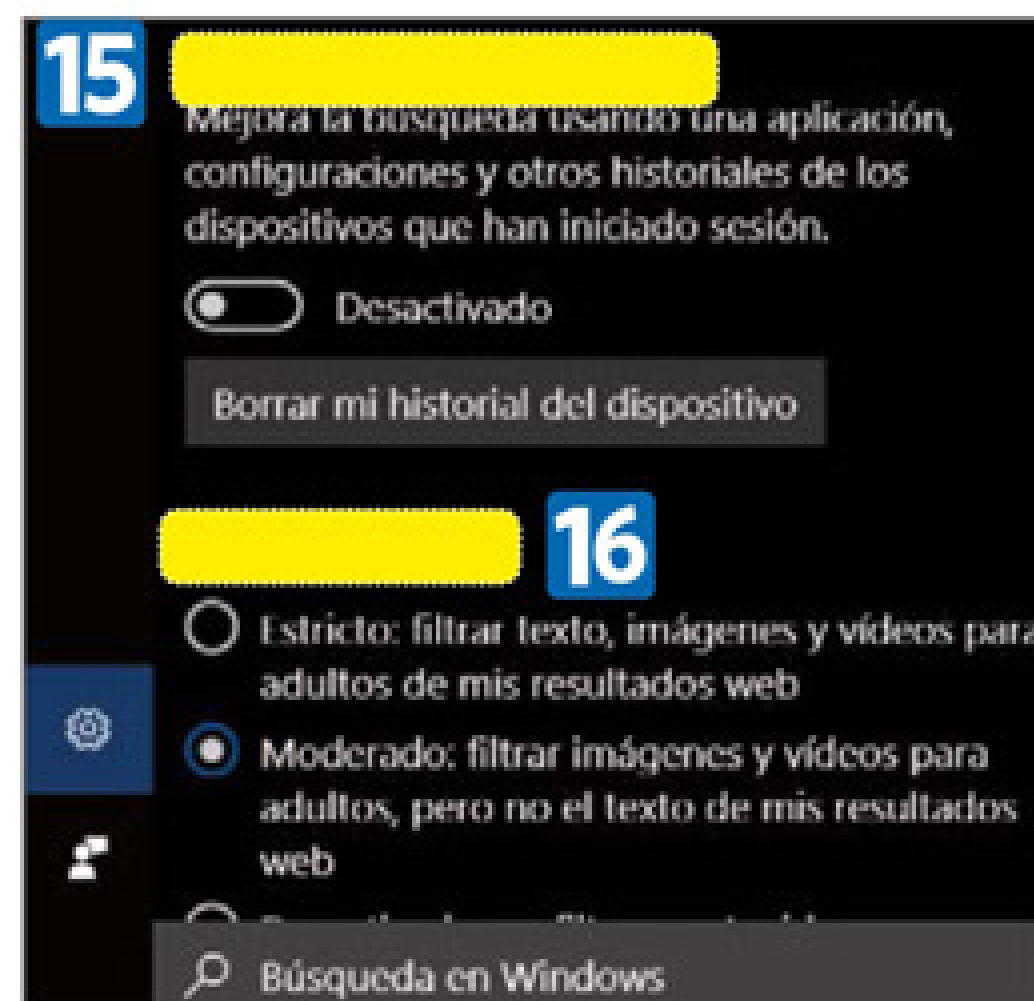 15
Mejora la búsqueda usando una aplicación,
configuraciones y otros historiales de los
dispositivos que han iniciado sesión.
Desactivado
Borrar mi historial del dispositivo
16
Estricto: filtrar texto, imágenes y vídeos para
adultos de mis resultados web
Moderado: filtrar imágenes y vídeos para
adultos, pero no el texto de mis resultados
web
Búsqueda en Windows